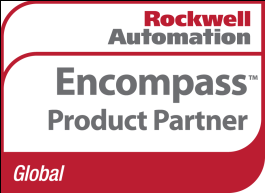 Rockwell
Automation
Encompass™
Product Partner
Global